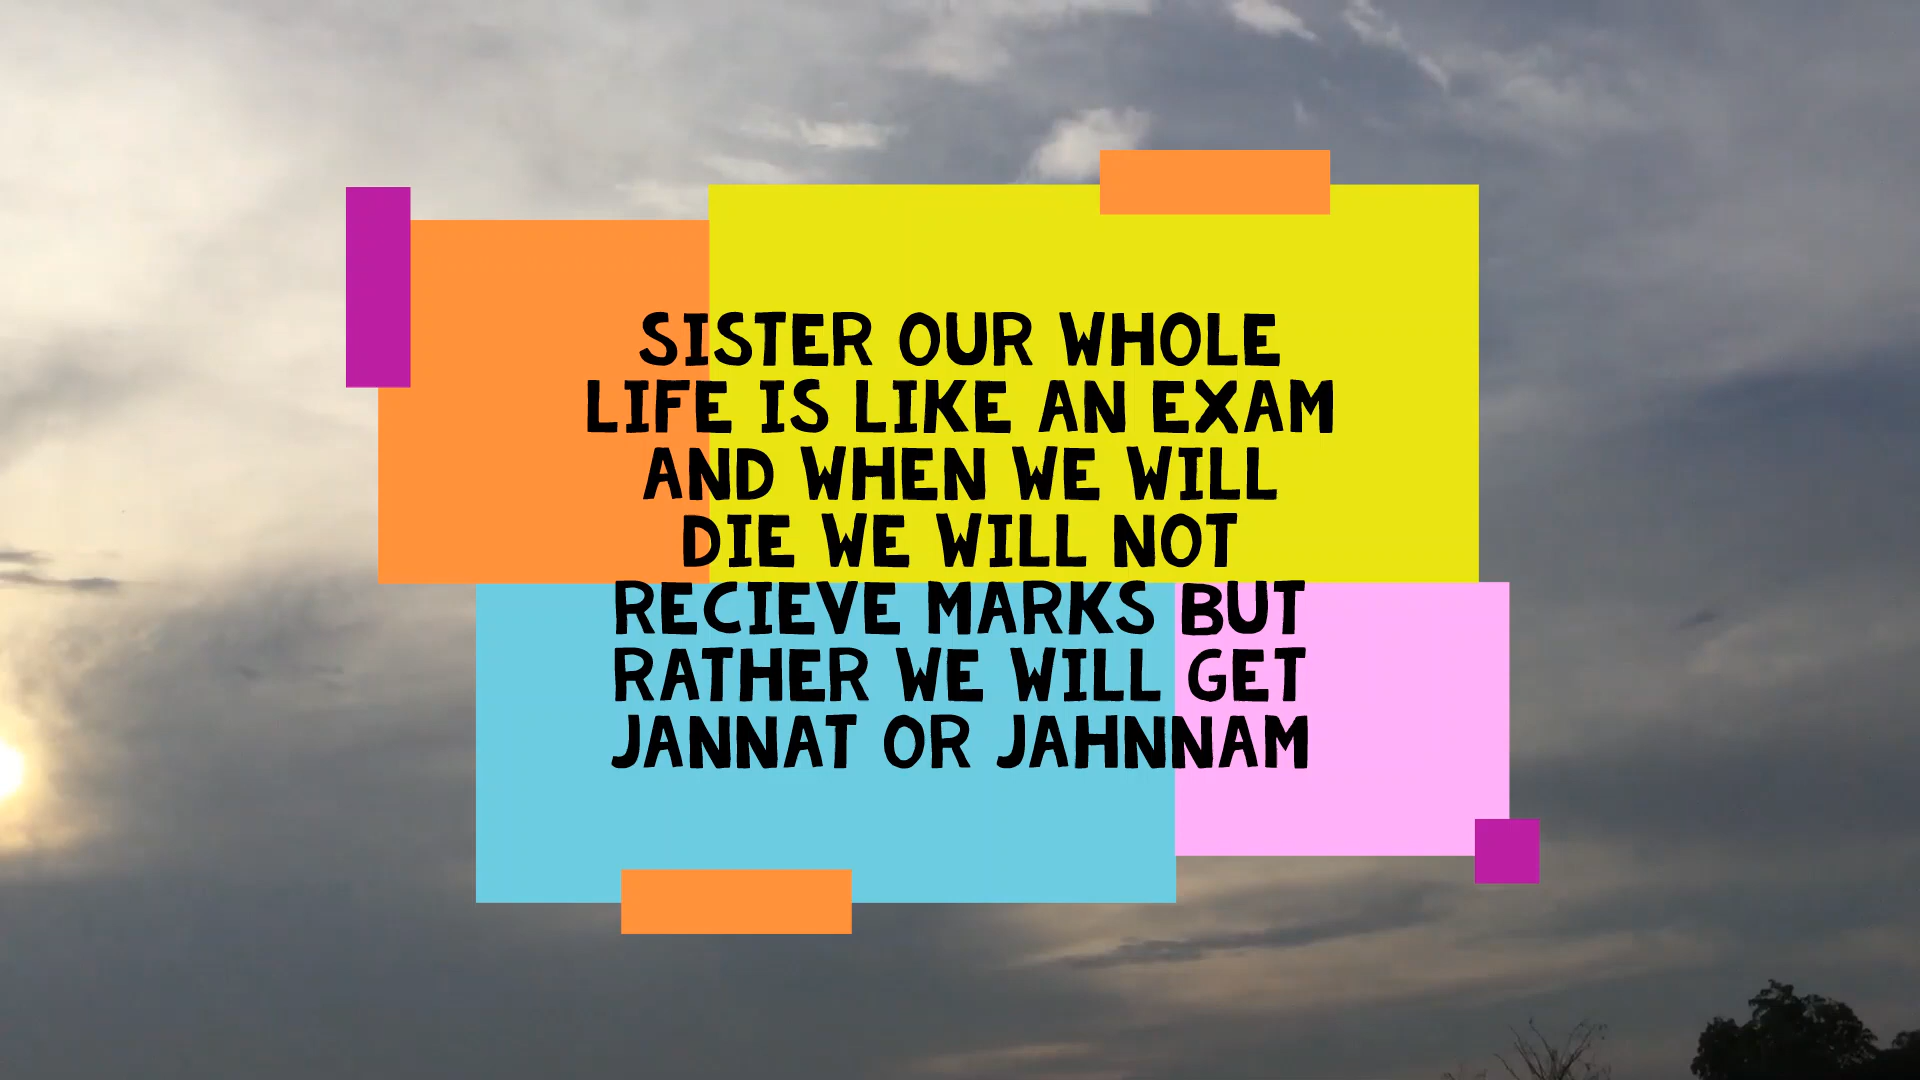 SISTER OUR WHOLE
LIFE IS LIKE AN EXAM
AND WHEN WE WILL
DIE WE WILL NOT
RECIEVE MARKS BUT
RATHER WE WILL GET
JANNAT OR JAHNNAM